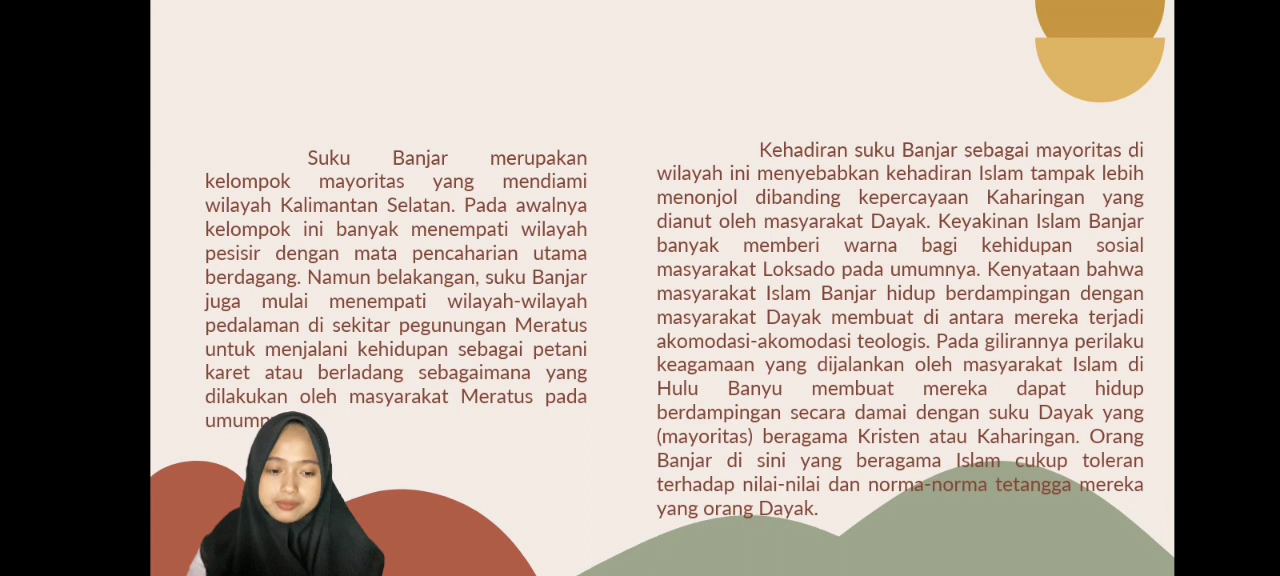 Suku Banjar merupakan
kelompok mayoritas yang mendiami
wilayah Kalimantan Selatan. Pada awalnya
kelompok ini banyak menempati wilayah
pesisir dengan mata pencaharian utama
berdagang. Namun belakangan, suku Banjar
juga mulai menempati wilayah-wilayah
pedalaman di sekitar pegunungan Meratus
untuk menjalani kehidupan sebagai petani
karet atau berladang sebagaimana yang
dilakukan oleh masyarakat Meratus pada
Kehadiran suku Banjar sebagai mayoritas di
wilayah ini menyebabkan kehadiran Islam tampak lebih
menonjol dibanding kepercayaan Kaharingan yang
dianut oleh masyarakat Dayak. Keyakinan Islam Banjar
banyak memberi warna bagi kehidupan sosial
masyarakat Loksado pada umumnya. Kenyataan bahwa
masyarakat Islam Banjar hidup berdampingan dengan
masyarakat Dayak membuat di antara mereka terjadi
akomodasi-akomodasi teologis. Pada gilirannya perilaku
keagamaan yang dijalankan oleh masyarakat Islam di
Hulu Banyu membuat mereka dapat hidup
berdampingan secara damai dengan suku Dayak yang
(mayoritas) beragama Kristen atau Kaharingan. Orang
Banjar di sini yang beragama Islam cukup toleran
terhadap nilai-nilai dan norma-norma tetangga mereka
yang orang Dayak.